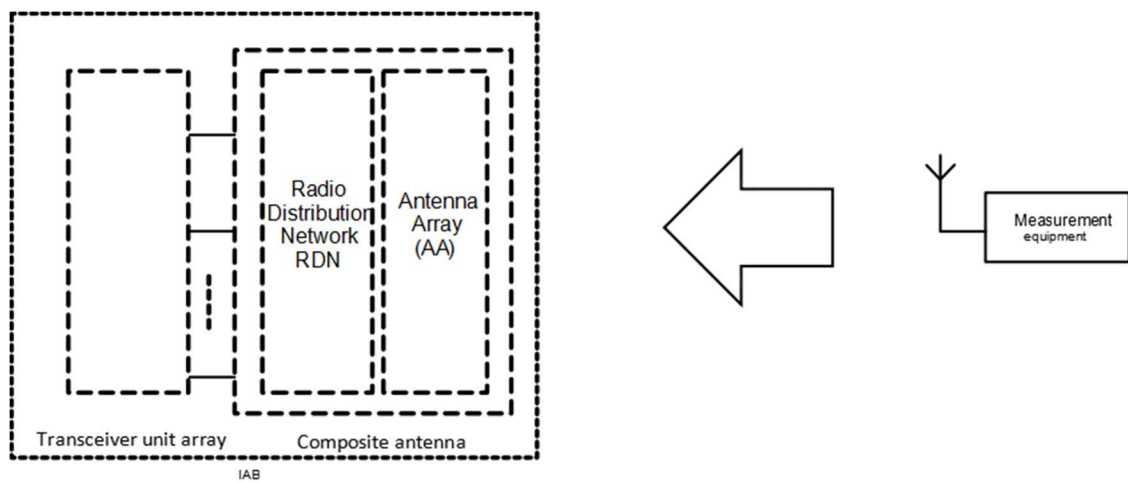 Radio
Distribution
Network
RDN
Antenna
Array
(AA)
Measurement
equipment
Transceiver unit array
Composite antenna
IAB